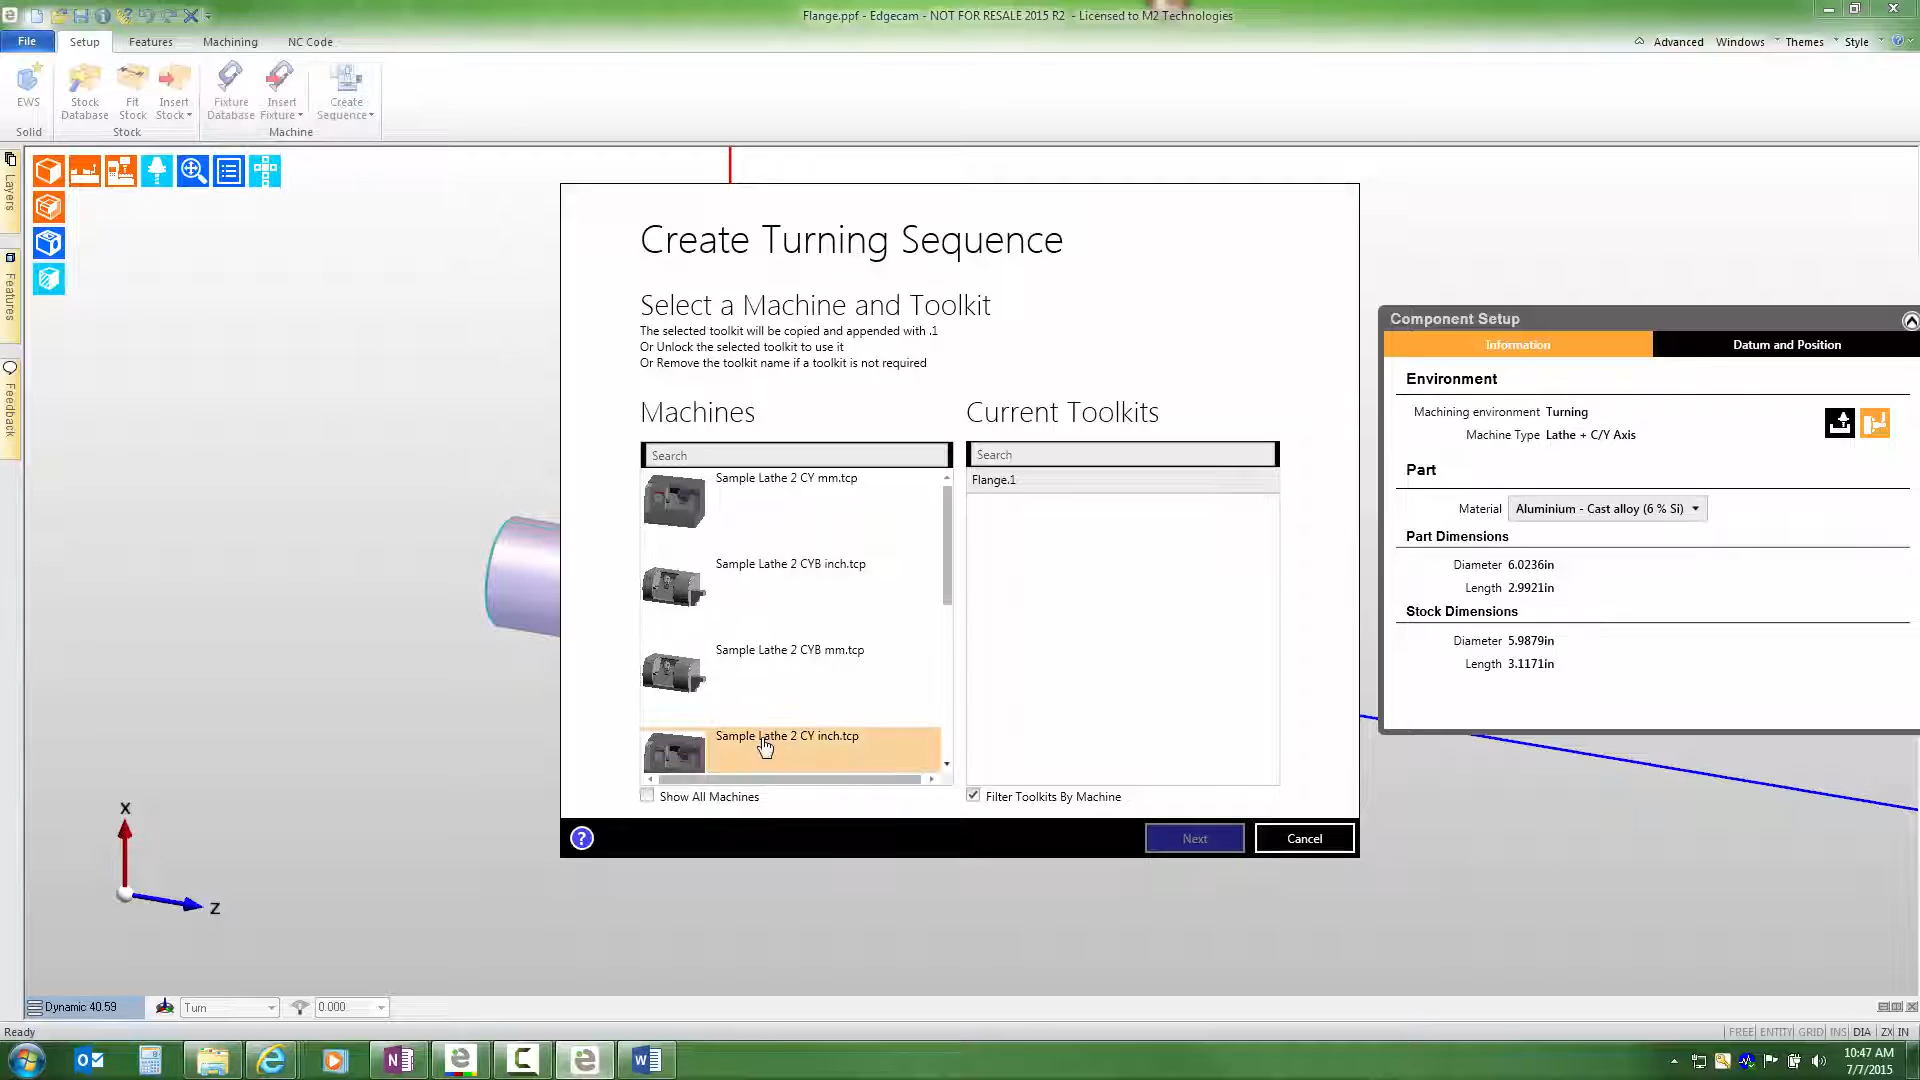 Flange.ppf - Edgecam - NOT FOR RESALE 2015 R2 - Licensed to M2 Technologies
File Setup Features Machining NC Code
Advanced Windows Themes Style
EWS
Stock Database
Fit Stock
Insert Stock
Fixture Database
Insert Fixture
Create Sequence
Solid Stock Machine
Layers
Features
Feedback
Create Turning Sequence
Select a Machine and Toolkit
The selected toolkit will be copied and appended with .1
Or Unlock the selected toolkit to use it
Or Remove the toolkit name if a toolkit is not required
Machines
Search
Sample Lathe 2 CY mm.tcp
Sample Lathe 2 CYB inch.tcp
Sample Lathe 2 CYB mm.tcp
Sample Lathe 2 CY inch.tcp
Show All Machines
Current Toolkits
Search
Flange.1
Filter Toolkits By Machine
?
Next
Cancel
Component Setup
Information
Datum and Position
Environment
Machining environment Turning
Machine Type Lathe + C/Y Axis
Part
Material Aluminium - Cast alloy (6 % Si)
Part Dimensions
Diameter 6.0236in
Length 2.9921in
Stock Dimensions
Diameter 5.9879in
Length 3.1171in
X
Z
Dynamic 40.59
Turn
0.000
Ready
FREE ENTITY GRID INS DIA ZX IN
10:47 AM
7/7/2015